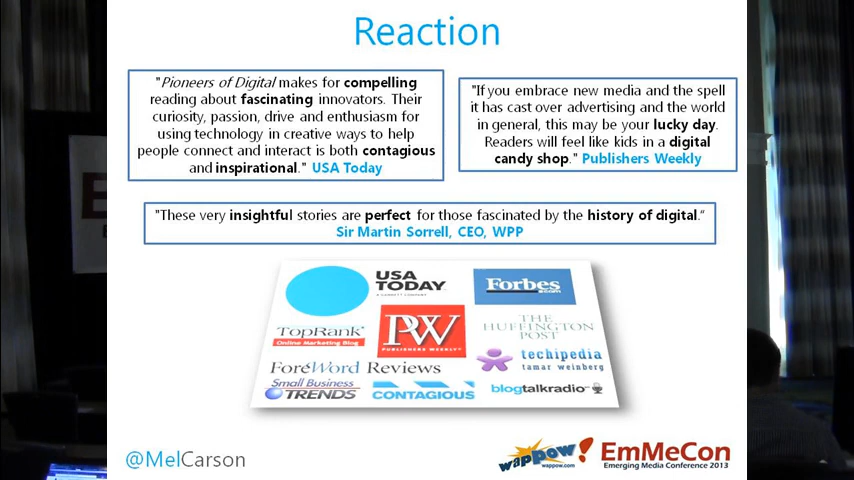 Reaction
"Pioneers of Digital makes for compelling
reading about fascinating innovators. Their
curiosity, passion, drive and enthusiasm for
using technology in creative ways to help
people connect and interact is both contagious
and inspirational." USA Today
"If you embrace new media and the spell
it has cast over advertising and the world
in general, this may be your lucky day.
Readers will feel like kids in a digital
candy shop." Publishers Weekly
"These very insightful stories are perfect for those fascinated by the history of digital.“
Sir Martin Sorrell, CEO, WPP
USA
TODAY
A GANNETT COMPANY
Forbes
.com
TopRank
Online Marketing Blog
PW
PUBLISHERS WEEKLY
THE
HUFFINGTON
POST
techipedia
tamar weinberg
ForeWord Reviews
Small Business
TRENDS
CONTAGIOUS
blogtalkradio
@MelCarson
wappow!
wappow.com
EmMeCon
Emerging Media Conference 2013